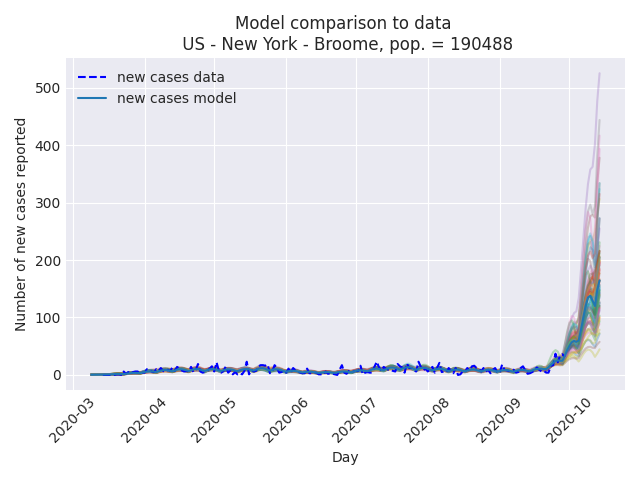 Model comparison to data
US - New York - Broome, pop. = 190488
new cases data
new cases model
Number of new cases reported
500
400
300
200
100
0
2020-03
2020-04
2020-05
2020-06
2020-07
2020-08
2020-09
2020-10
Day